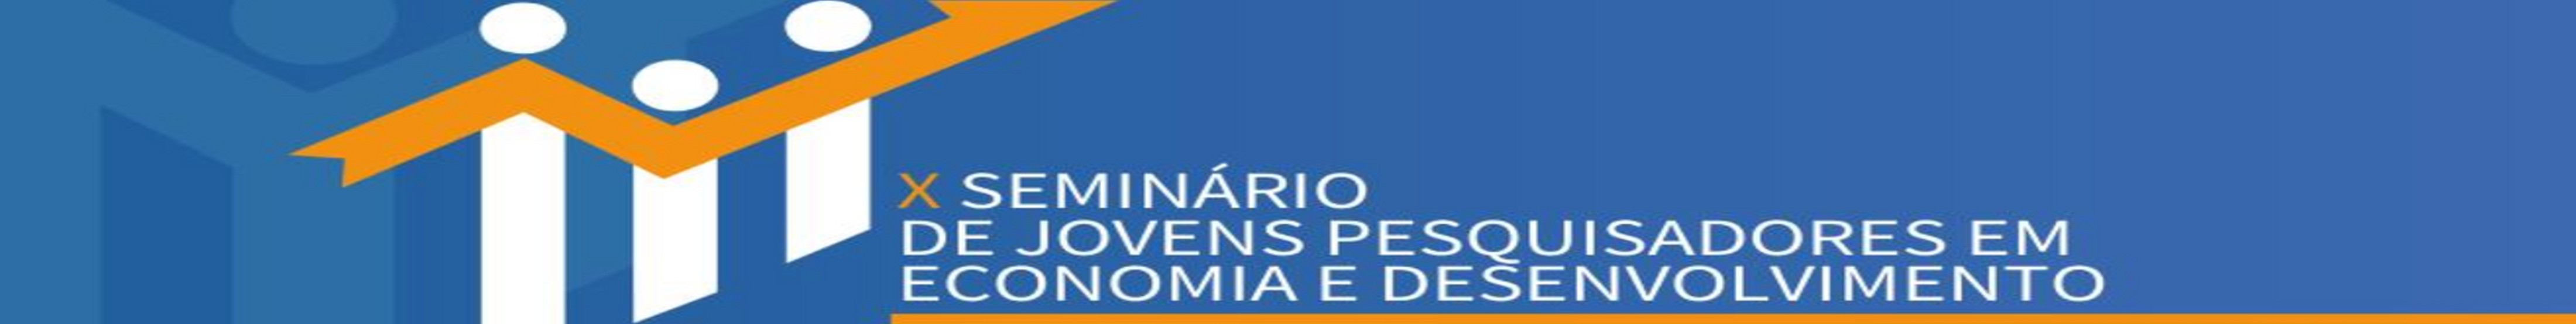 X SEMINÁRIO
DE JOVENS PESQUISADORES EM
ECONOMIA E DESENVOLVIMENTO